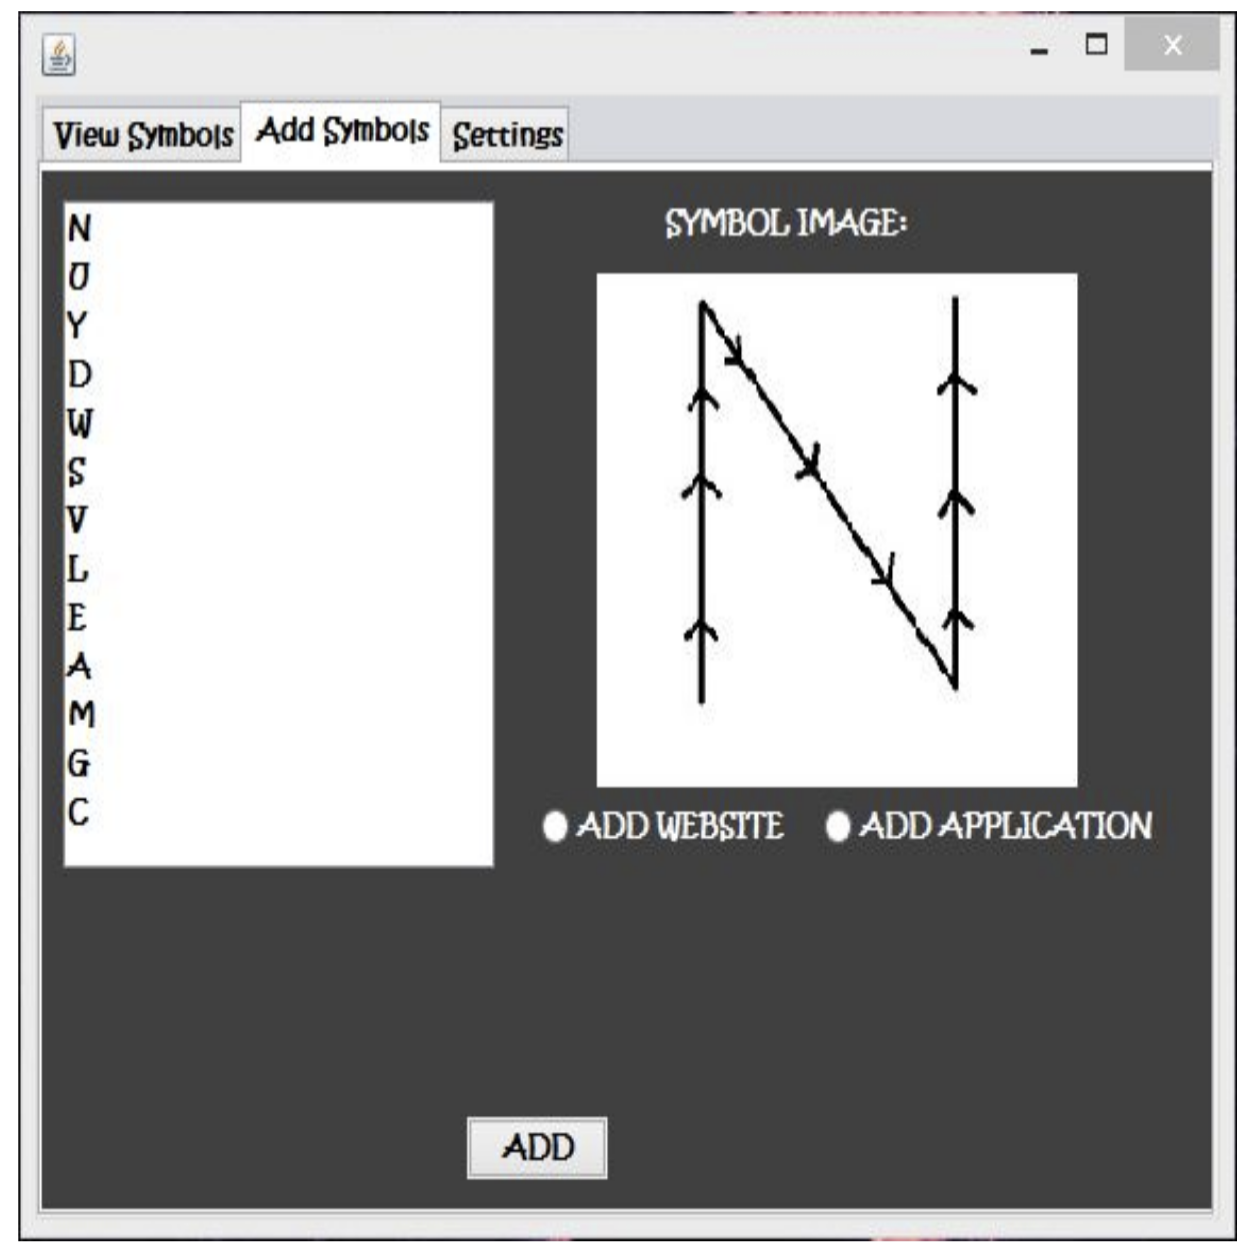 View Symbols Add Symbols Settings
SYMBOL IMAGE:
N
U
Y
D
W
S
V
L
E
A
M
G
C
ADD WEBSITE ADD APPLICATION
ADD